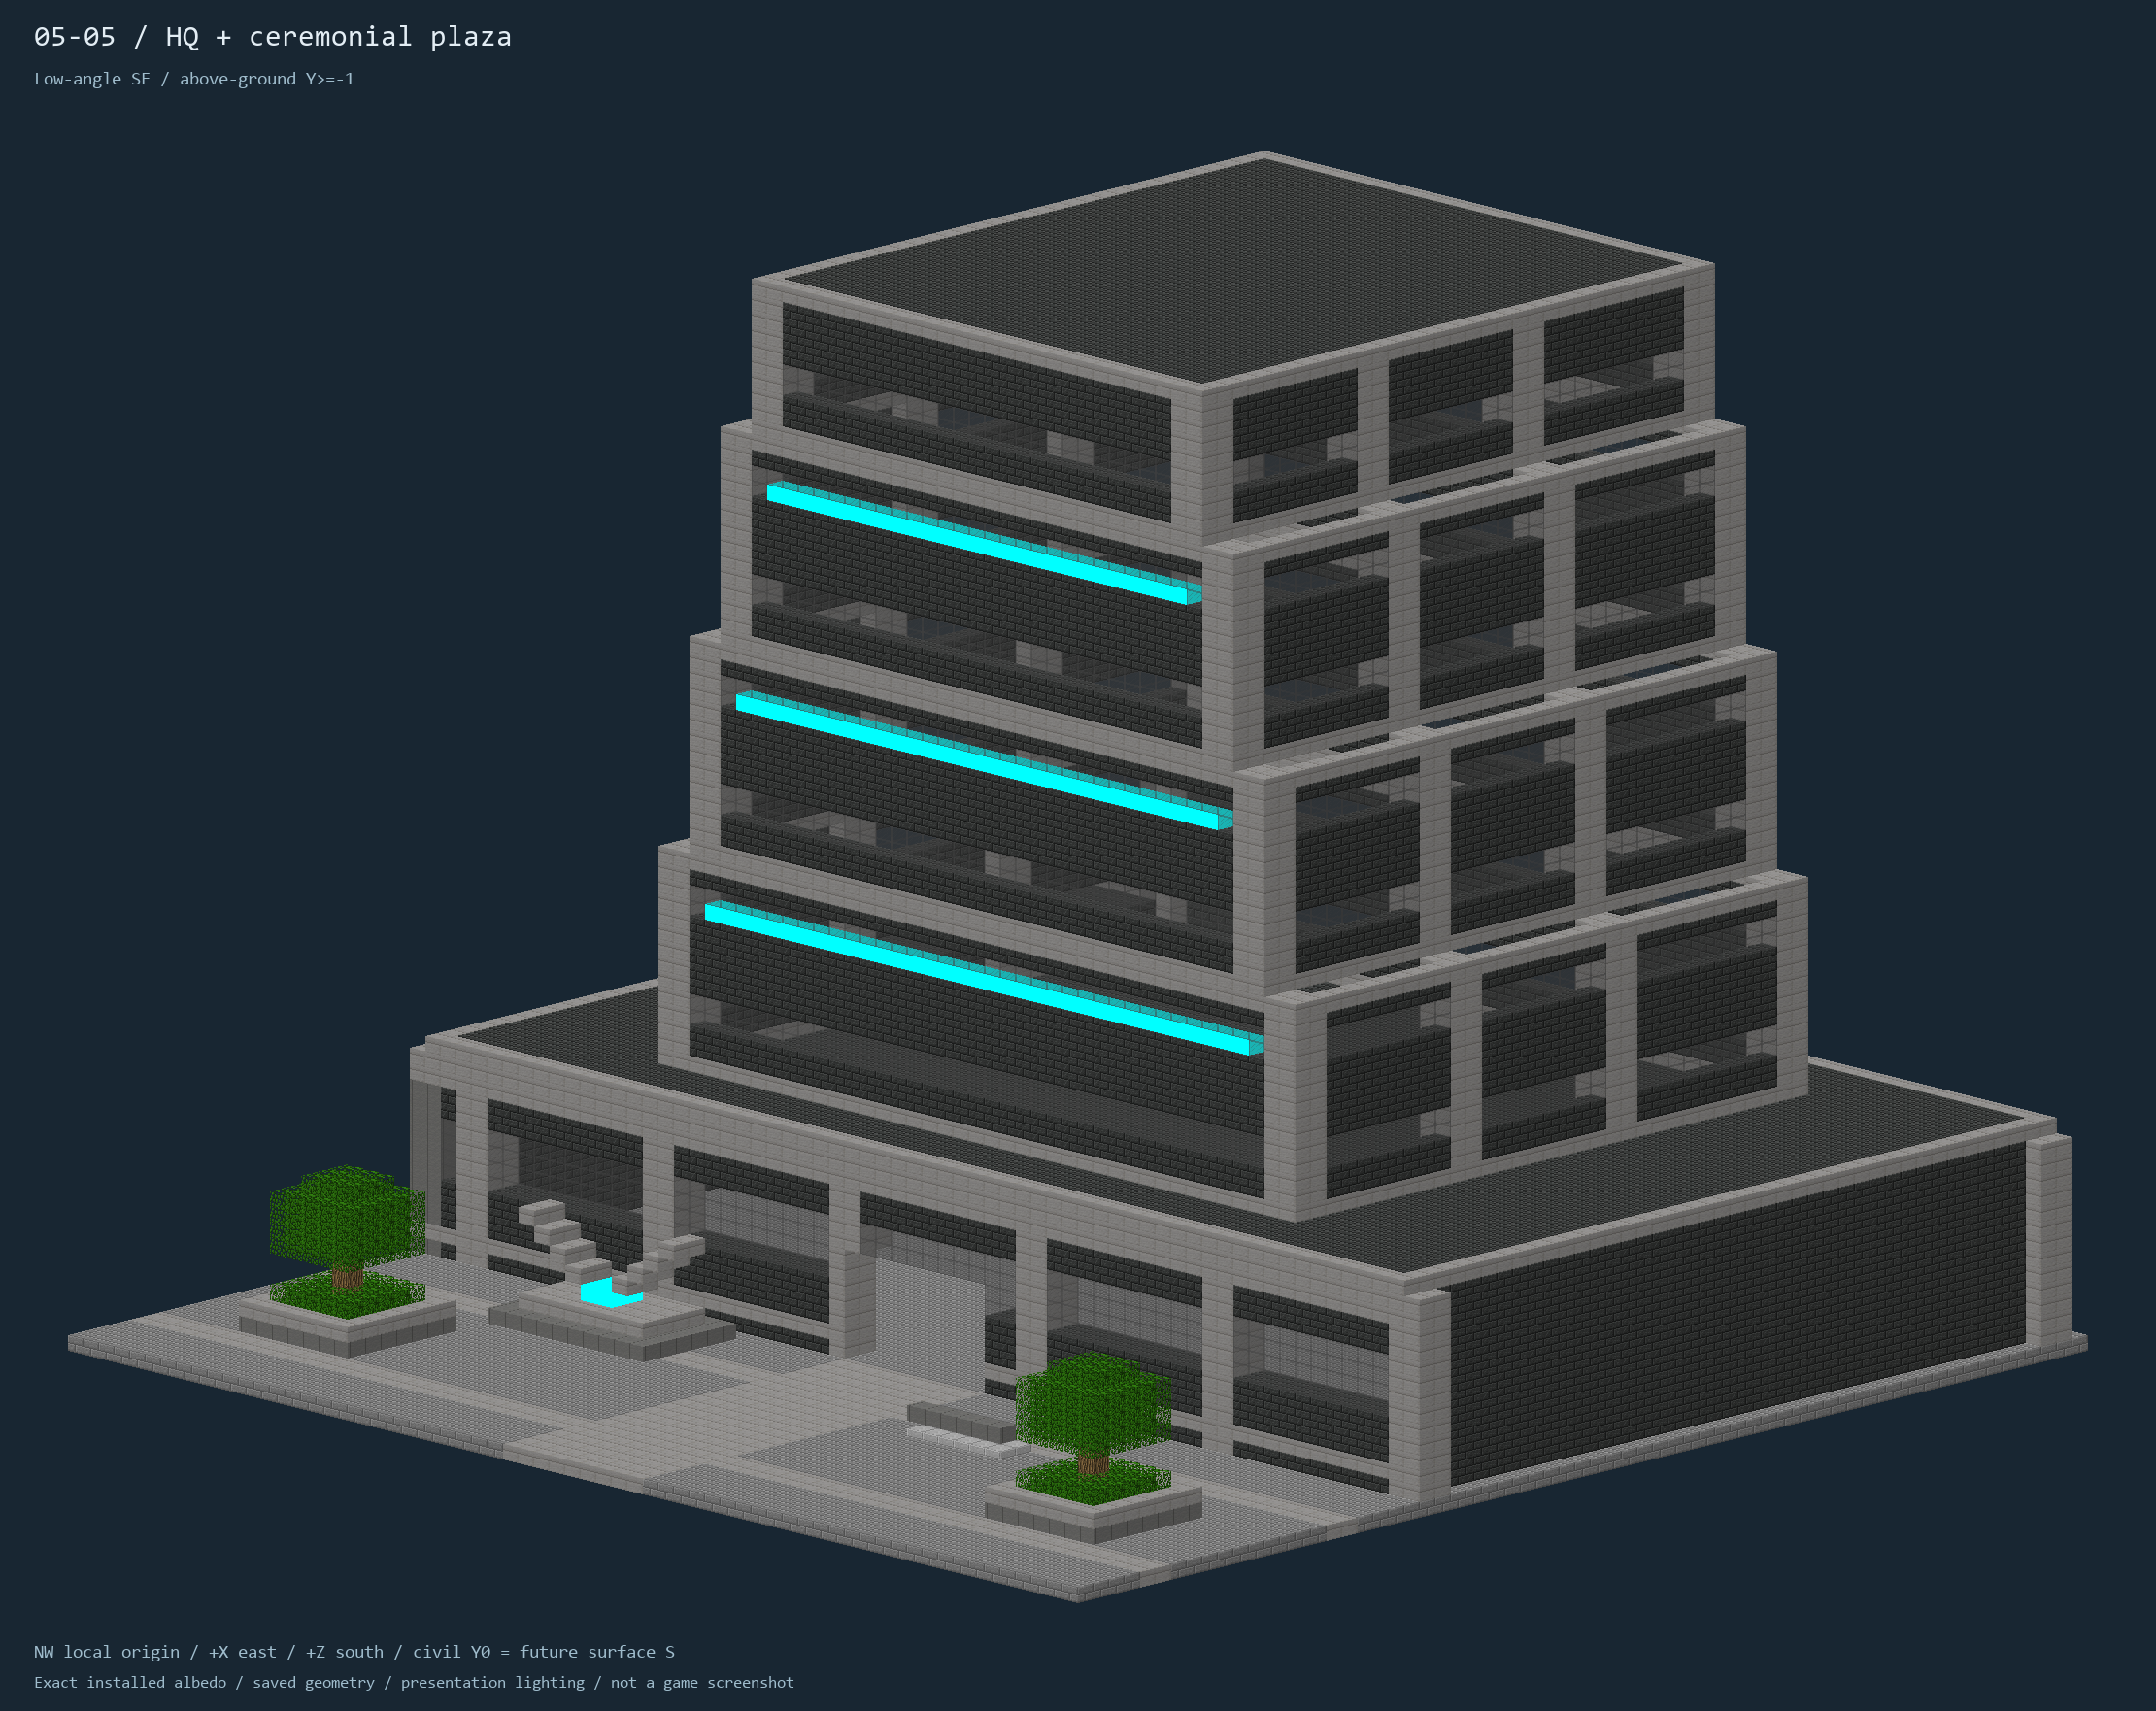 05-05 / HQ + ceremonial plaza
Low-angle SE / above-ground Y>=-1
NW local origin / +X east / +Z south / civil Y0 = future surface S
Exact installed albedo / saved geometry / presentation lighting / not a game screenshot